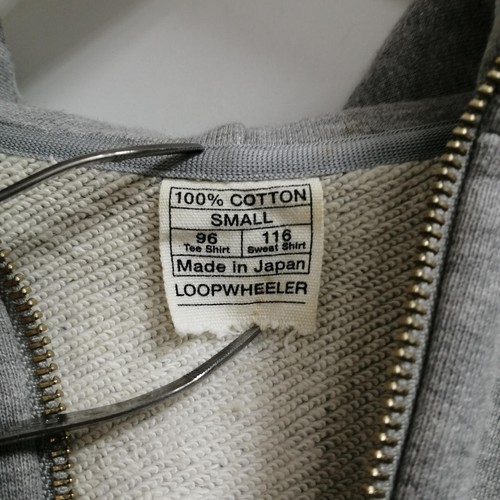 100% COTTON
SMALL
96 116
Tee Shirt Sweat Shirt
Made in Japan
LOOPWHEELER